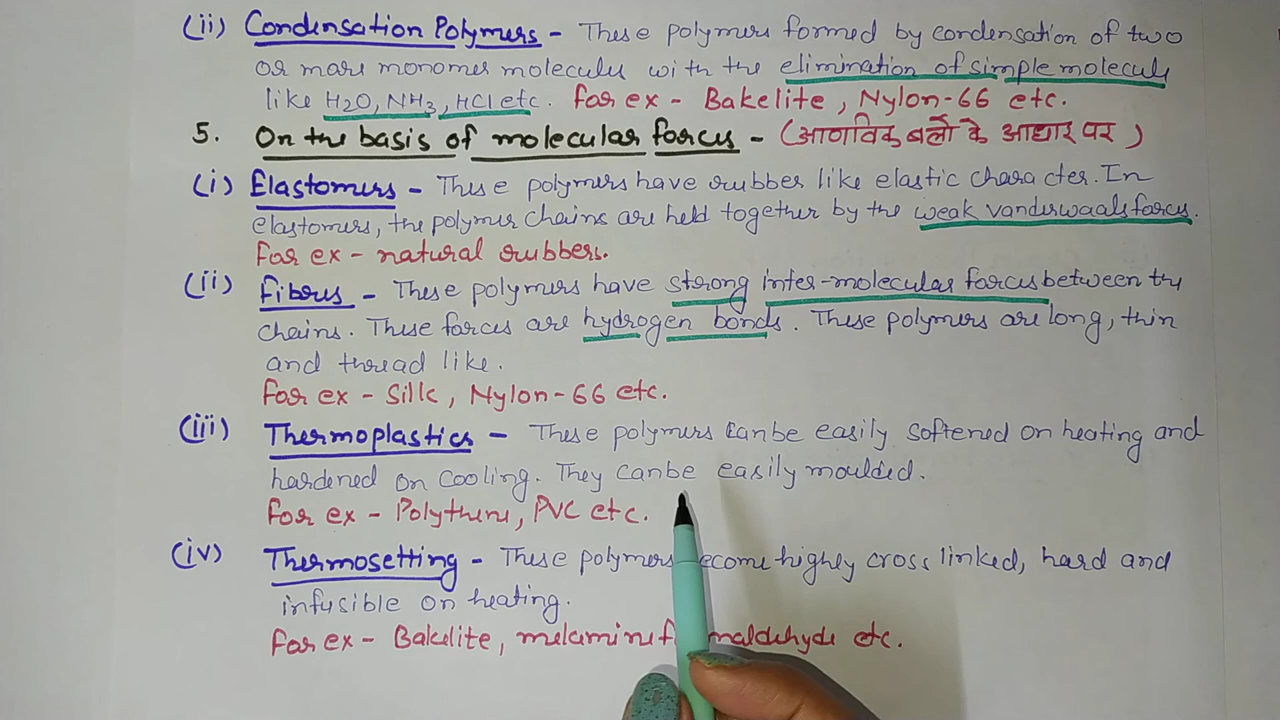 (ii) Condensation Polymers - These polymers formed by condensation of two
or more monomer molecules with the elimination of simple molecules
like H2O, NH3, HCl etc. For ex - Bakelite, Nylon-66 etc.
5. On the basis of molecular forces - (आणविक बलों के आधार पर)
(i) Elastomers - These polymers have rubber like elastic character. In
elastomers, the polymer chains are held together by the weak vanderwaals forces.
For ex - natural rubbers.
(ii) Fibres - These polymers have strong inter-molecular forces between the
chains. These forces are hydrogen bonds. These polymers are long, thin
and thread like.
For ex - Silk, Nylon-66 etc.
(iii) Thermoplastics - These polymers can be easily softened on heating and
hardened on cooling. They can be easily moulded.
For ex - Polythene, PVC etc.
(iv) Thermosetting - These polymers ecome highly cross linked, hard and
infusible on heating.
For ex - Bakelite, melamine f maldehyde etc.